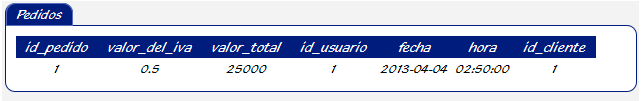 Pedidos
id_pedido valor_del_iva valor_total id_usuario fecha hora id_cliente
1 0.5 25000 1 2013-04-04 02:50:00 1